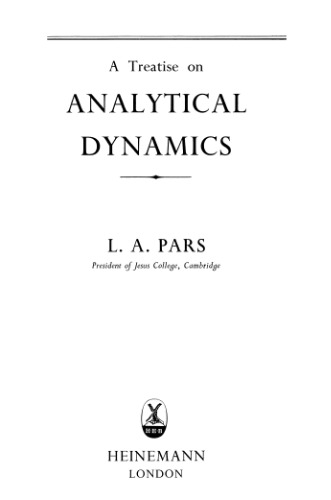 A Treatise on
ANALYTICAL
DYNAMICS
L. A. PARS
President of Jesus College, Cambridge
HEINEMANN
LONDON